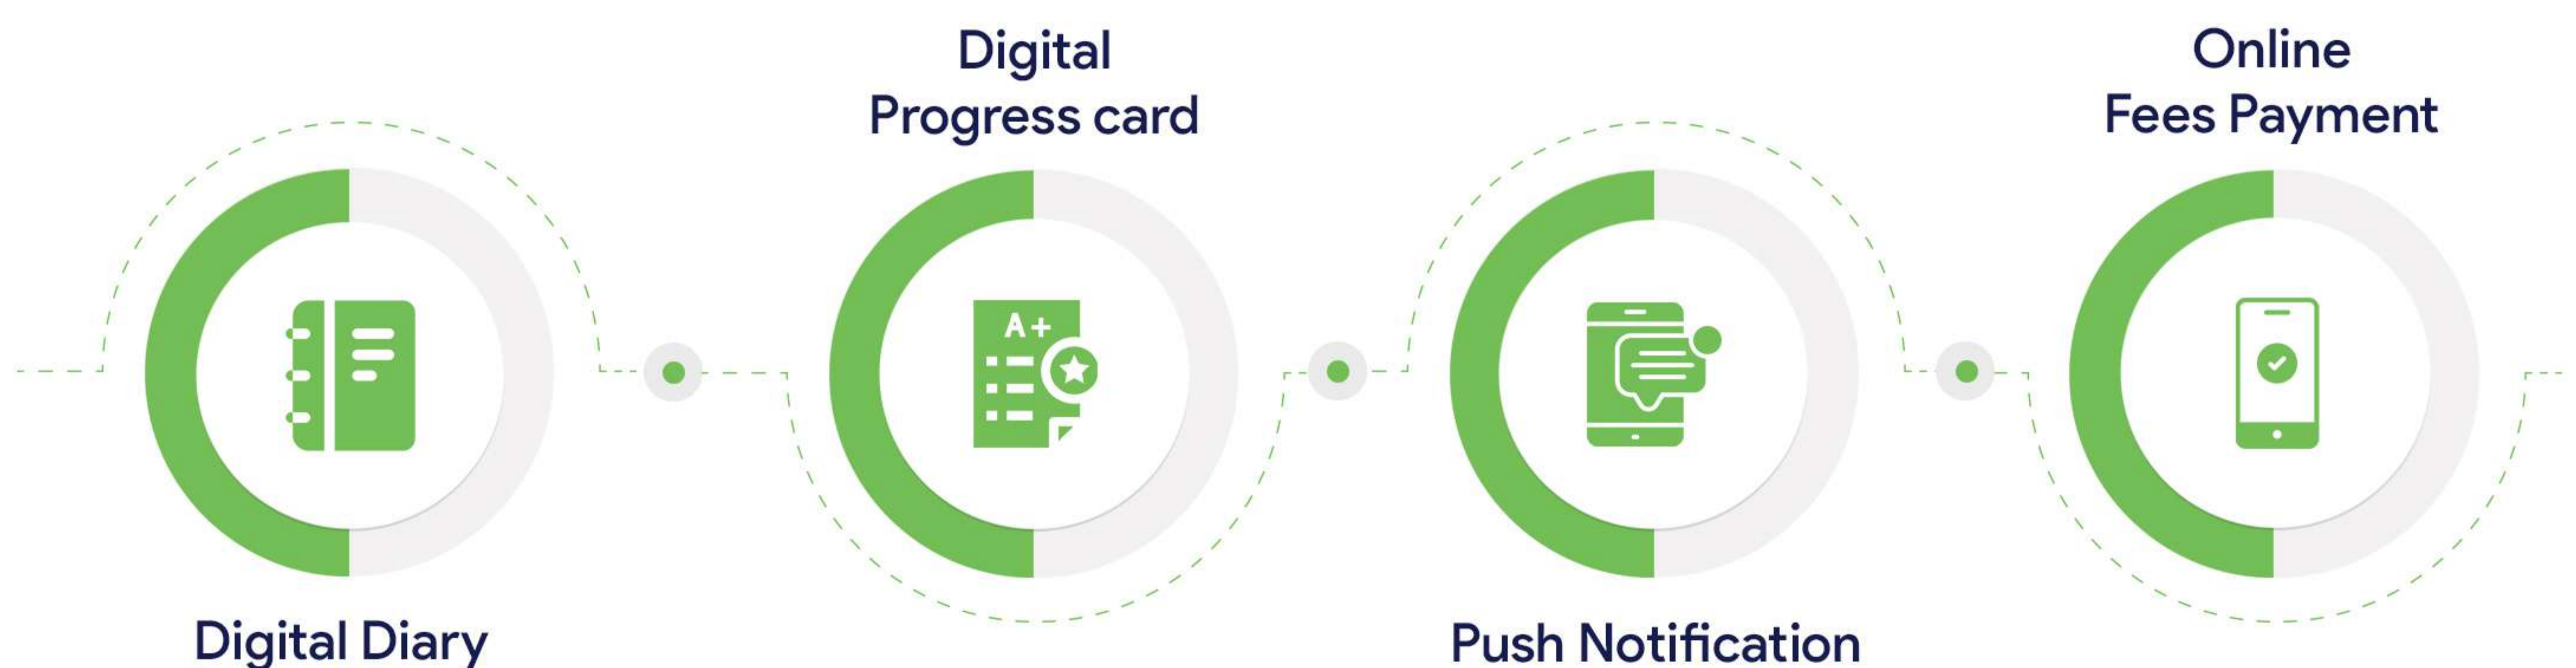 Digital Diary
Digital
Progress card
A+
Push Notification
Online
Fees Payment